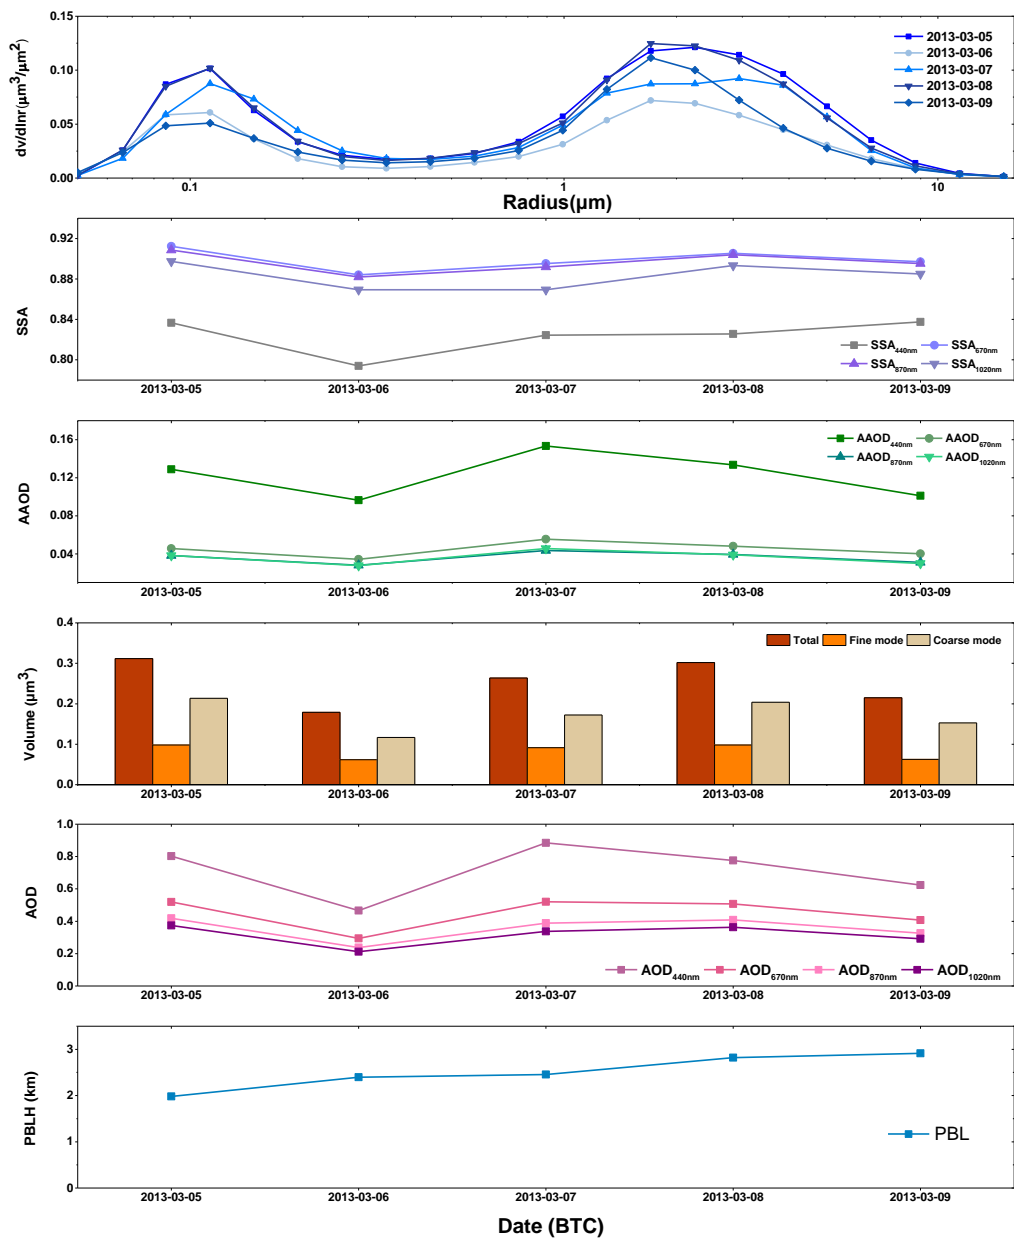 0.15
0.10
0.05
0.00
dv/dlnr(μm³/μm²)
2013-03-05
2013-03-06
2013-03-07
2013-03-08
2013-03-09
0.1 1 10
Radius(μm)
0.92
0.88
0.84
0.80
SSA
SSA440nm SSA670nm
SSA870nm SSA1020nm
2013-03-05 2013-03-06 2013-03-07 2013-03-08 2013-03-09
0.16
0.12
0.08
0.04
AAOD
AAOD440nm AAOD670nm
AAOD870nm AAOD1020nm
2013-03-05 2013-03-06 2013-03-07 2013-03-08 2013-03-09
0.4
0.3
0.2
0.1
0.0
Volume (μm³)
Total Fine mode Coarse mode
2013-03-05 2013-03-06 2013-03-07 2013-03-08 2013-03-09
1.0
0.8
0.6
0.4
0.2
0.0
AOD
AOD440nm AOD670nm AOD870nm AOD1020nm
2013-03-05 2013-03-06 2013-03-07 2013-03-08 2013-03-09
3
2
1
0
PBLH (km)
PBL
2013-03-05 2013-03-06 2013-03-07 2013-03-08 2013-03-09
Date (BTC)